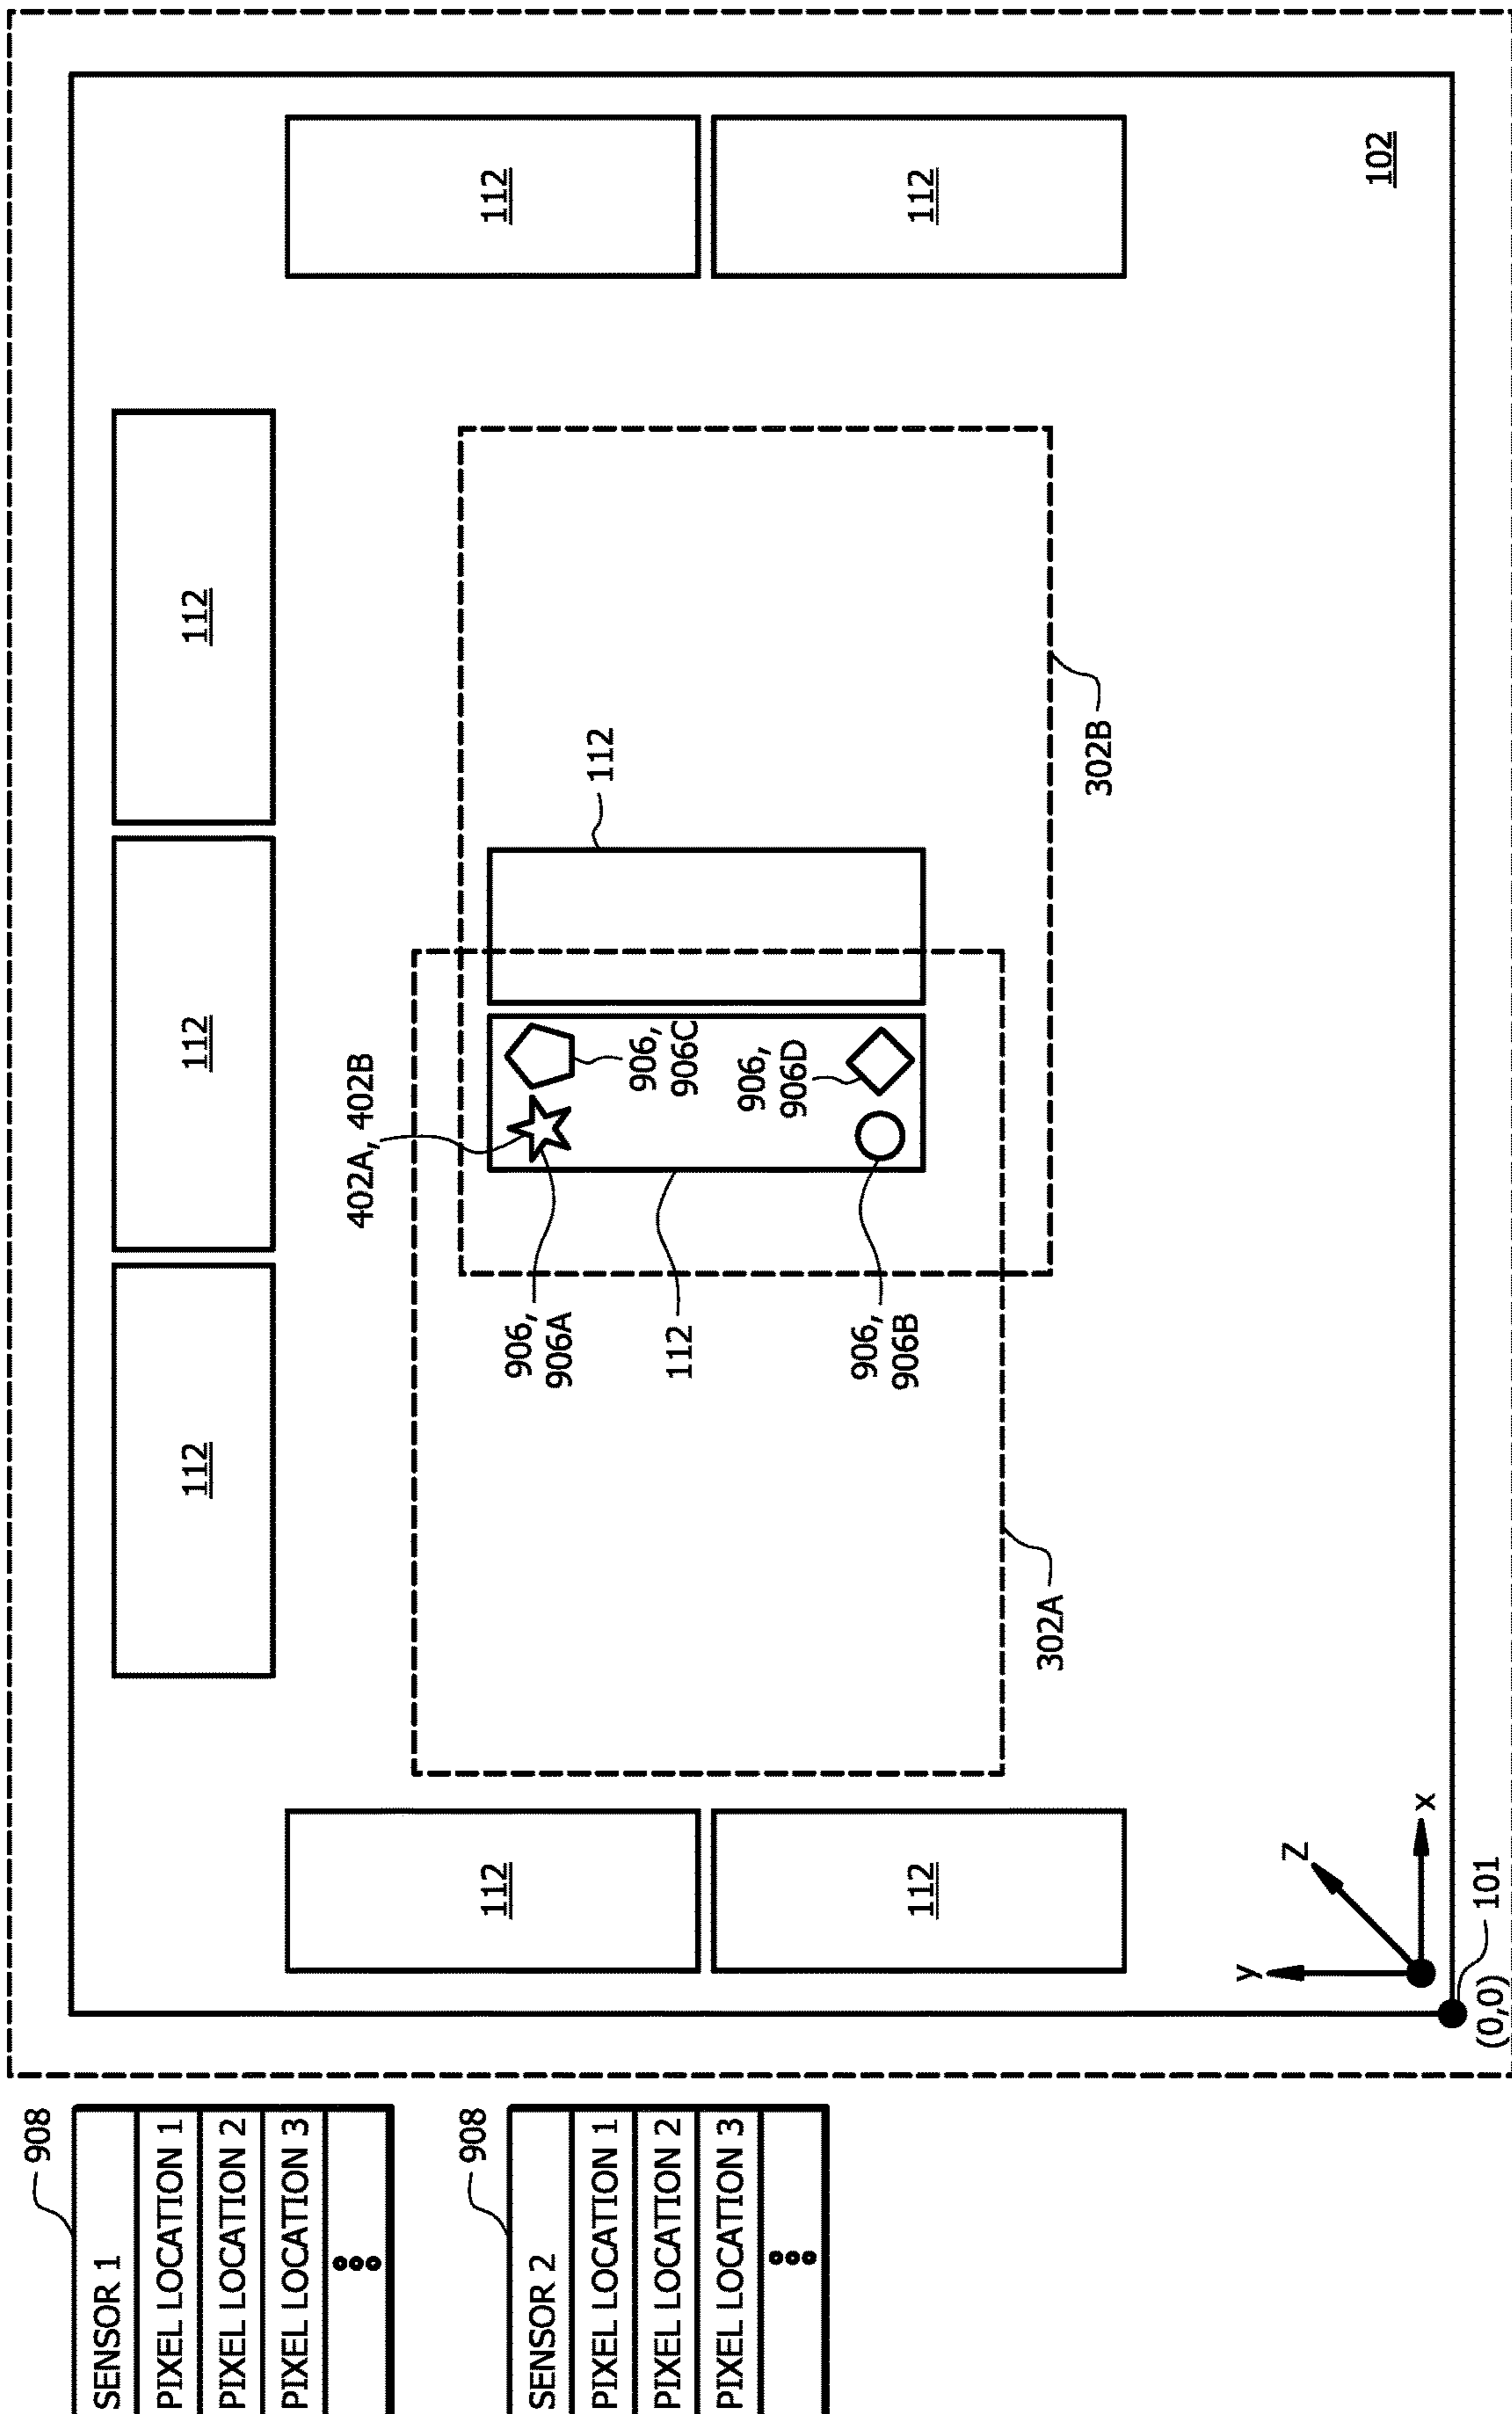 908
SENSOR 1
PIXEL LOCATION 1
PIXEL LOCATION 2
PIXEL LOCATION 3
908
SENSOR 2
PIXEL LOCATION 1
PIXEL LOCATION 2
PIXEL LOCATION 3
112
112
112
112
112
112
112
402A, 402B
906,
906A
906,
906C
112
906,
906D
112
906,
906B
302A
302B
102
y
Z
x
(0,0)
101